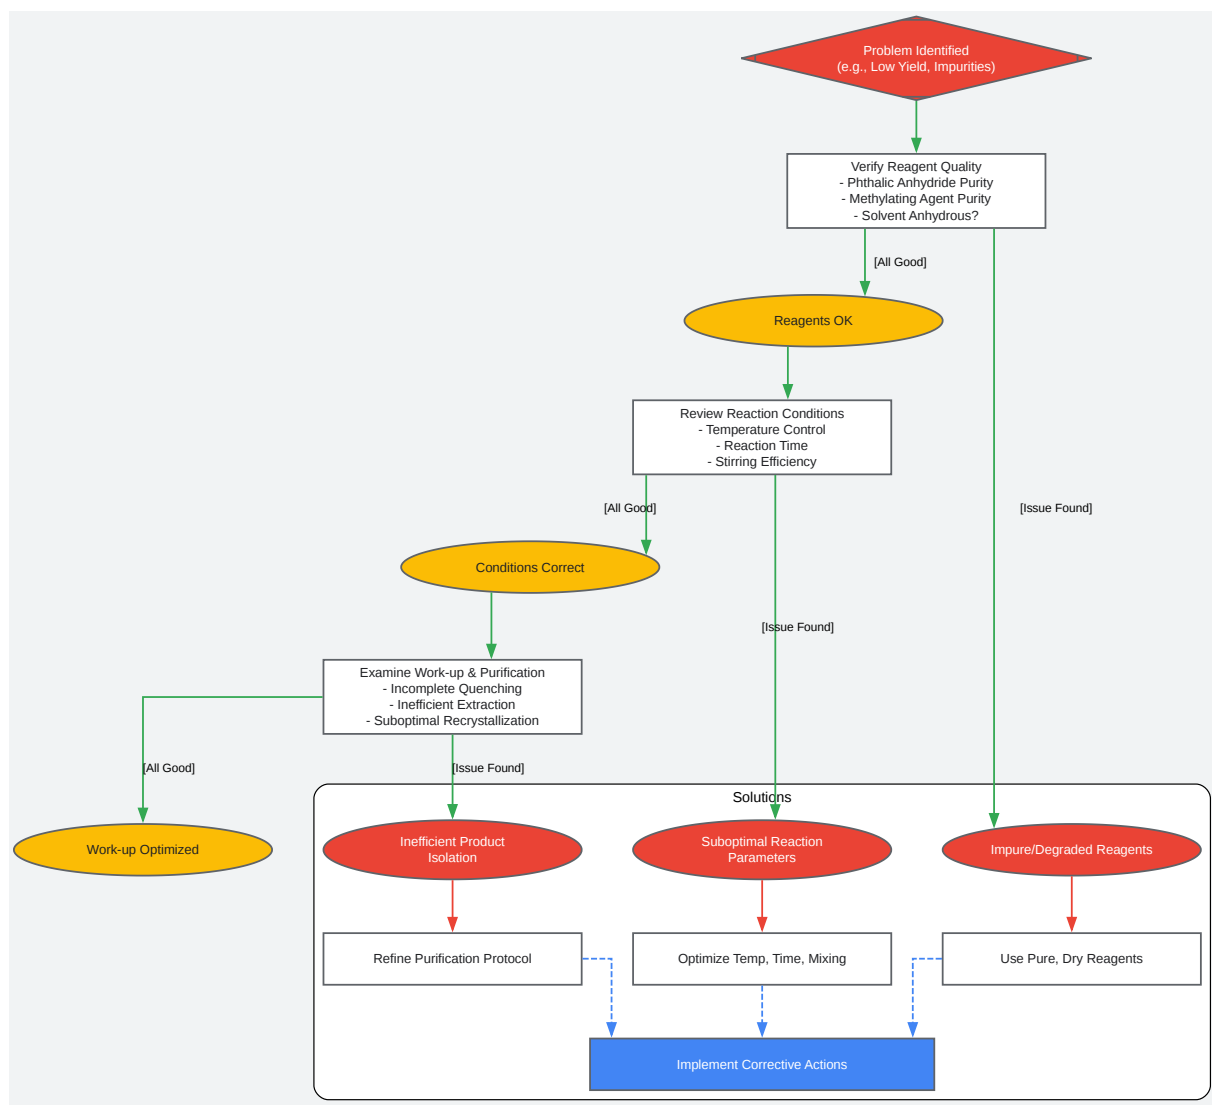 Problem Identified
(e.g., Low Yield, Impurities)
Verify Reagent Quality
- Phthalic Anhydride Purity
- Methylating Agent Purity
- Solvent Anhydrous?
[All Good]
Reagents OK
Review Reaction Conditions
- Temperature Control
- Reaction Time
- Stirring Efficiency
[All Good]
[Issue Found]
Conditions Correct
[Issue Found]
Examine Work-up & Purification
- Incomplete Quenching
- Inefficient Extraction
- Suboptimal Recrystallization
[All Good]
[Issue Found]
Solutions
Work-up Optimized
Inefficient Product
Isolation
Suboptimal Reaction
Parameters
Impure/Degraded Reagents
Refine Purification Protocol
Optimize Temp, Time, Mixing
Use Pure, Dry Reagents
Implement Corrective Actions